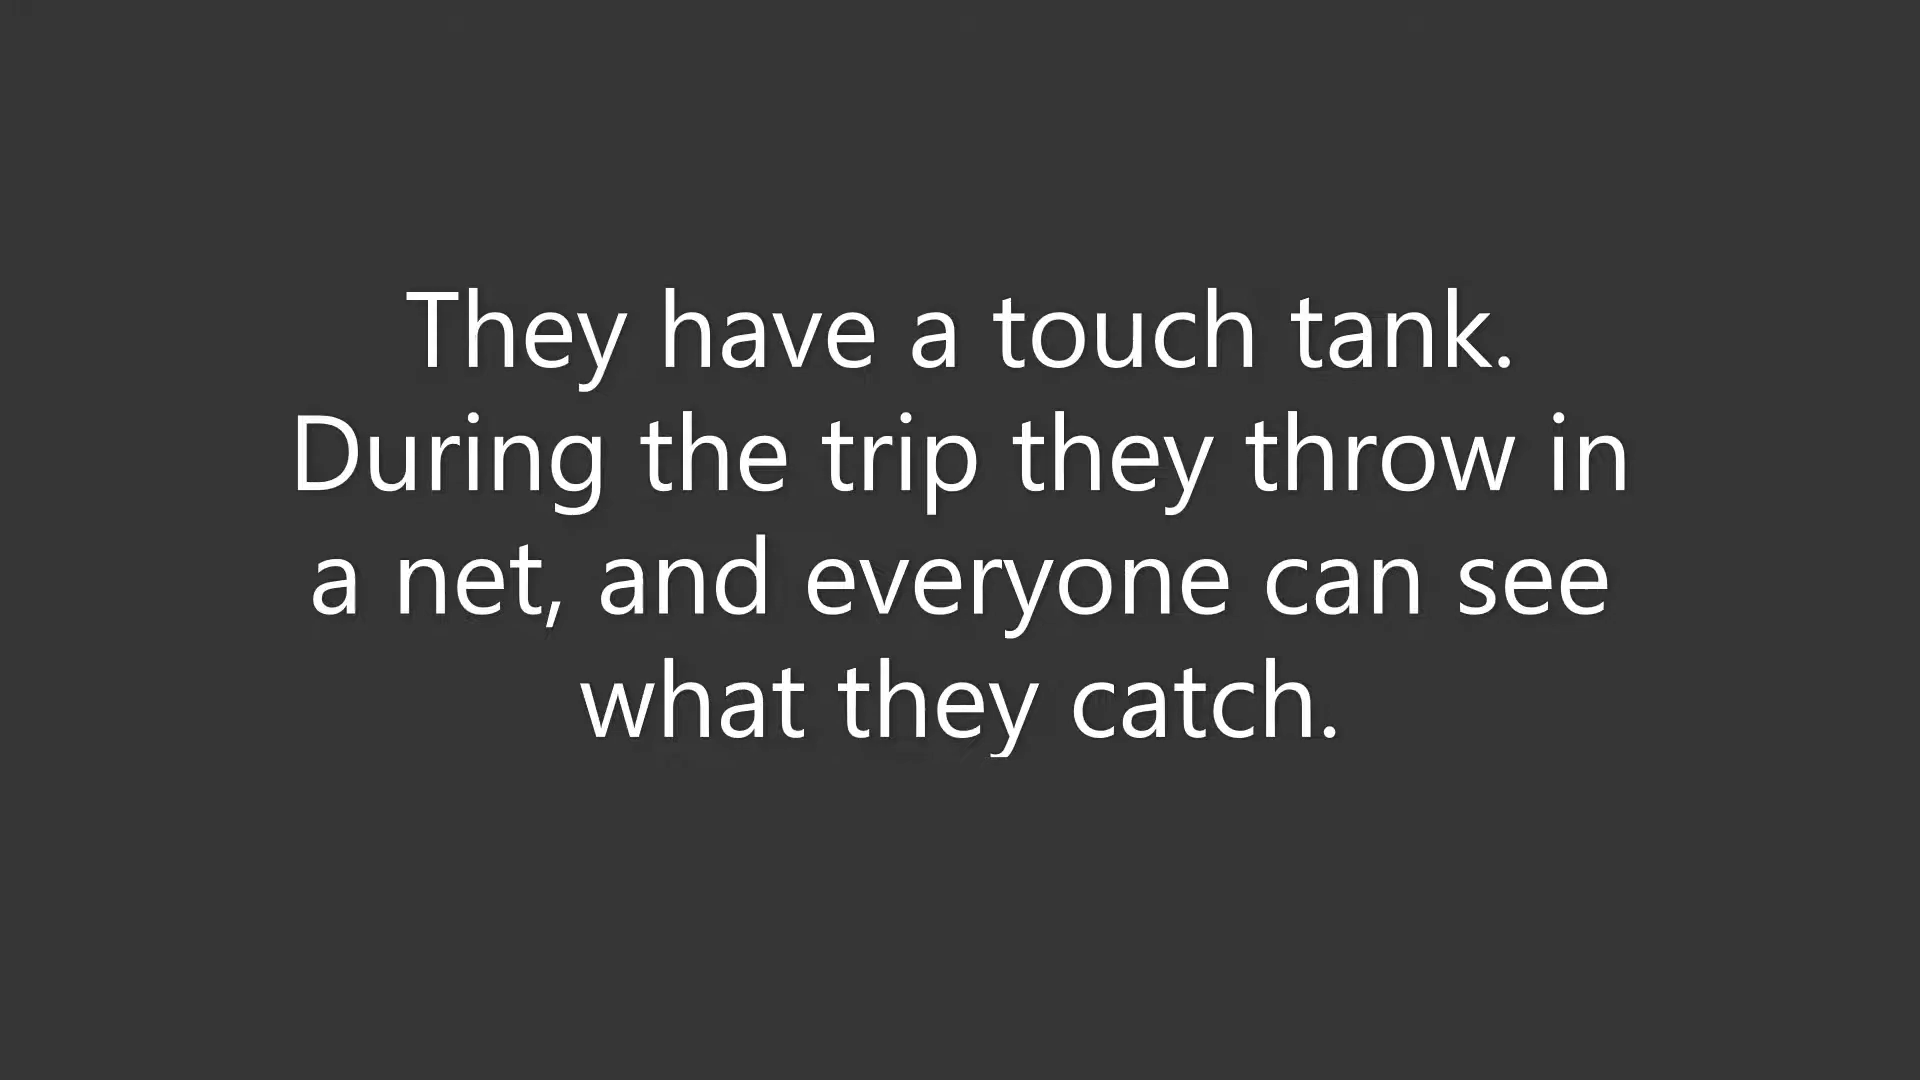 They have a touch tank.
During the trip they throw in
a net, and everyone can see
what they catch.